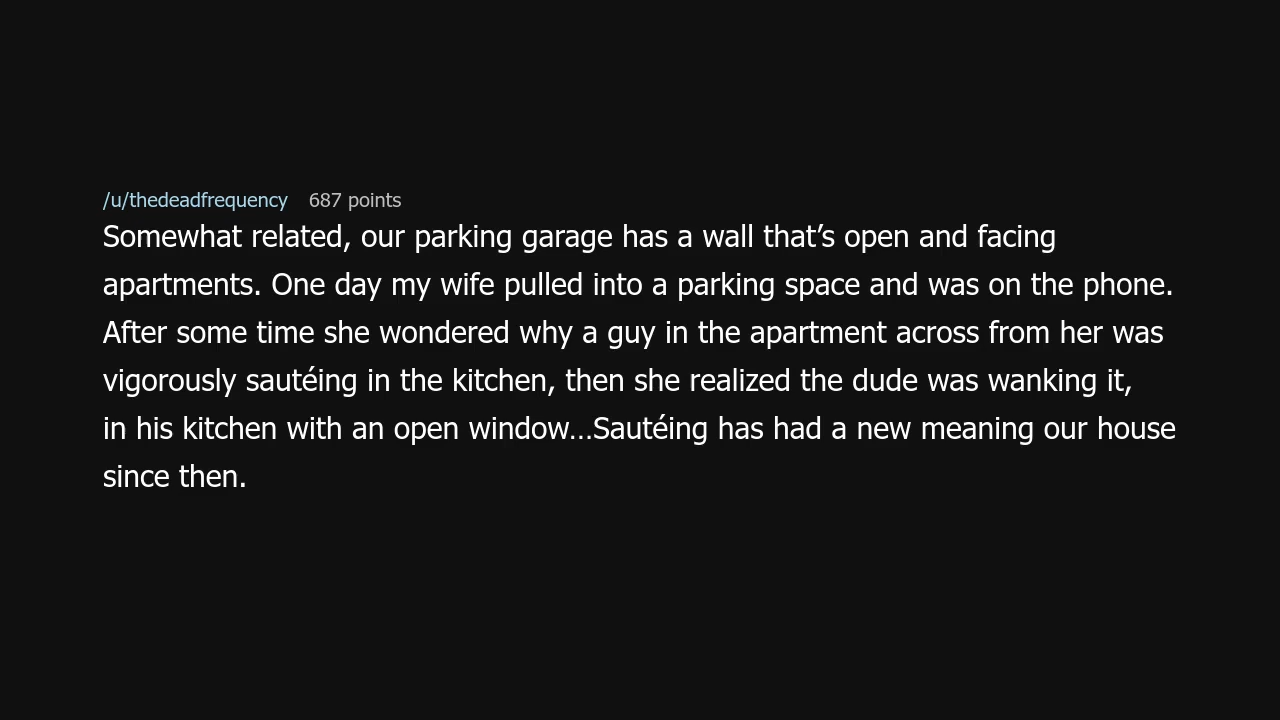 /u/thedeadfrequency 687 points
Somewhat related, our parking garage has a wall that’s open and facing
apartments. One day my wife pulled into a parking space and was on the phone.
After some time she wondered why a guy in the apartment across from her was
vigorously sautéing in the kitchen, then she realized the dude was wanking it,
in his kitchen with an open window...Sautéing has had a new meaning our house
since then.